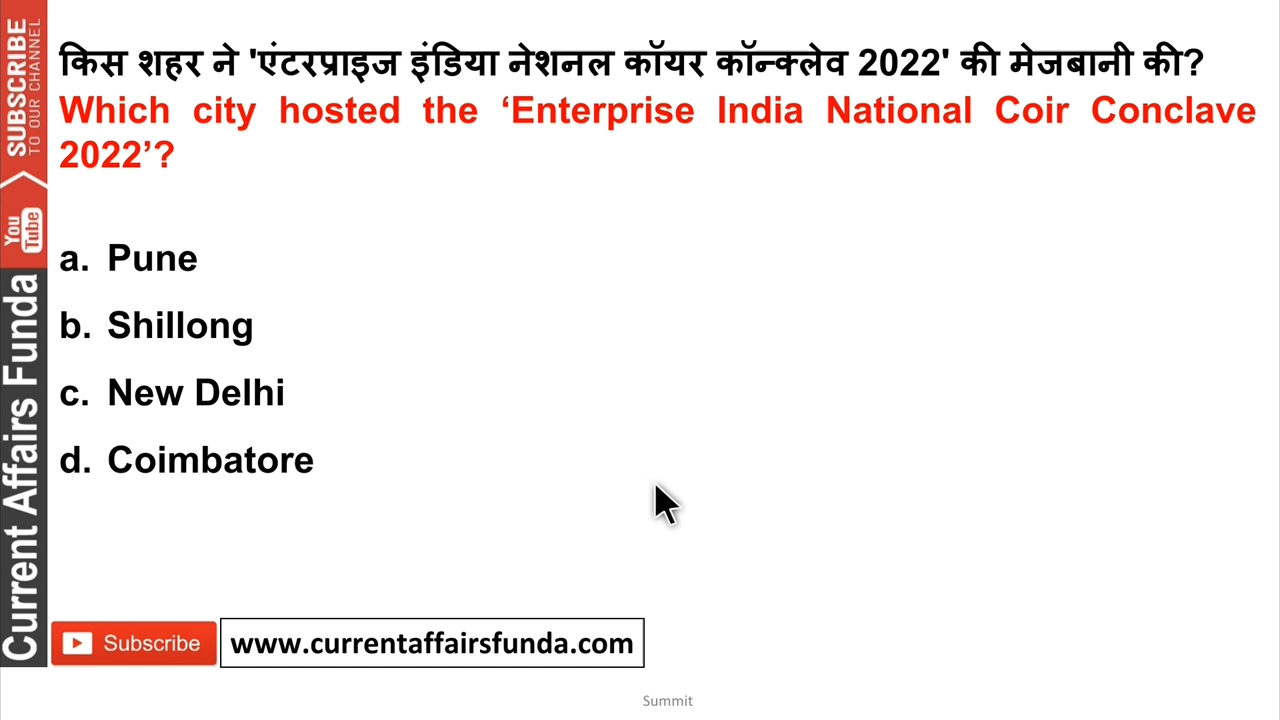 किस शहर ने 'एंटरप्राइज इंडिया नेशनल कॉयर कॉन्क्लेव 2022' की मेजबानी की?
Which city hosted the ‘Enterprise India National Coir Conclave
2022’?
a. Pune
b. Shillong
c. New Delhi
d. Coimbatore
SUBSCRIBE
TO OUR CHANNEL
You
Tube
Current Affairs Funda
Subscribe
www.currentaffairsfunda.com
Summit